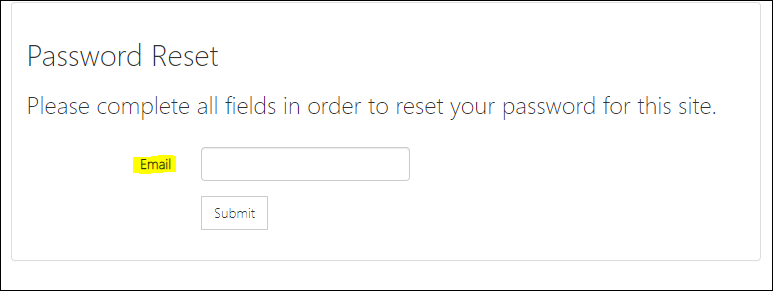 Password Reset
Please complete all fields in order to reset your password for this site.
Email
Submit